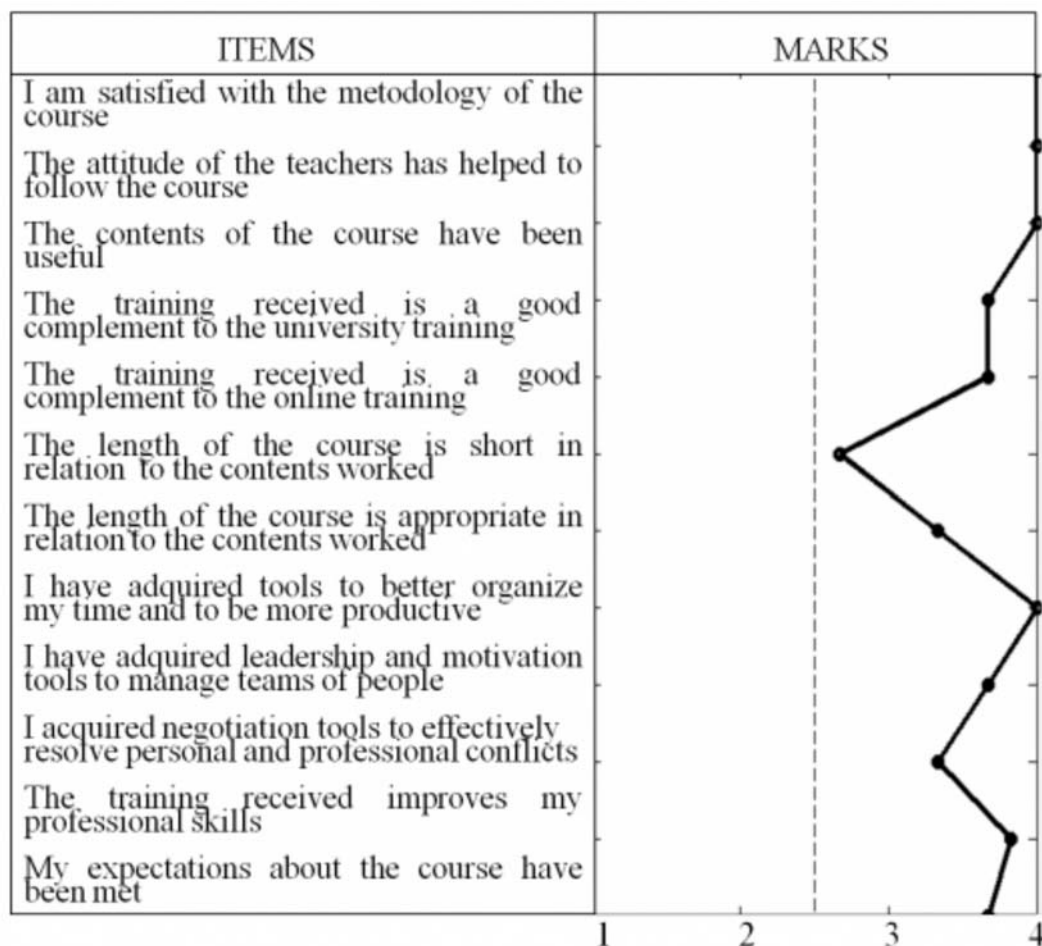 ITEMS
MARKS
I am satisfied with the metodology of the
course
The attitude of the teachers has helped to
follow the course
The contents of the course have been
useful
The training received is a good
complement to the university training
The training received is a good
complement to the online training
The length of the course is short in
relation to the contents worked
The length of the course is appropriate in
relation to the contents worked
I have adquired tools to better organize
my time and to be more productive
I have adquired leadership and motivation
tools to manage teams of people
I acquired negotiation tools to effectively
resolve personal and professional conflicts
The training received improves my
professional skills
My expectations about the course have
been met
1 2 3 4